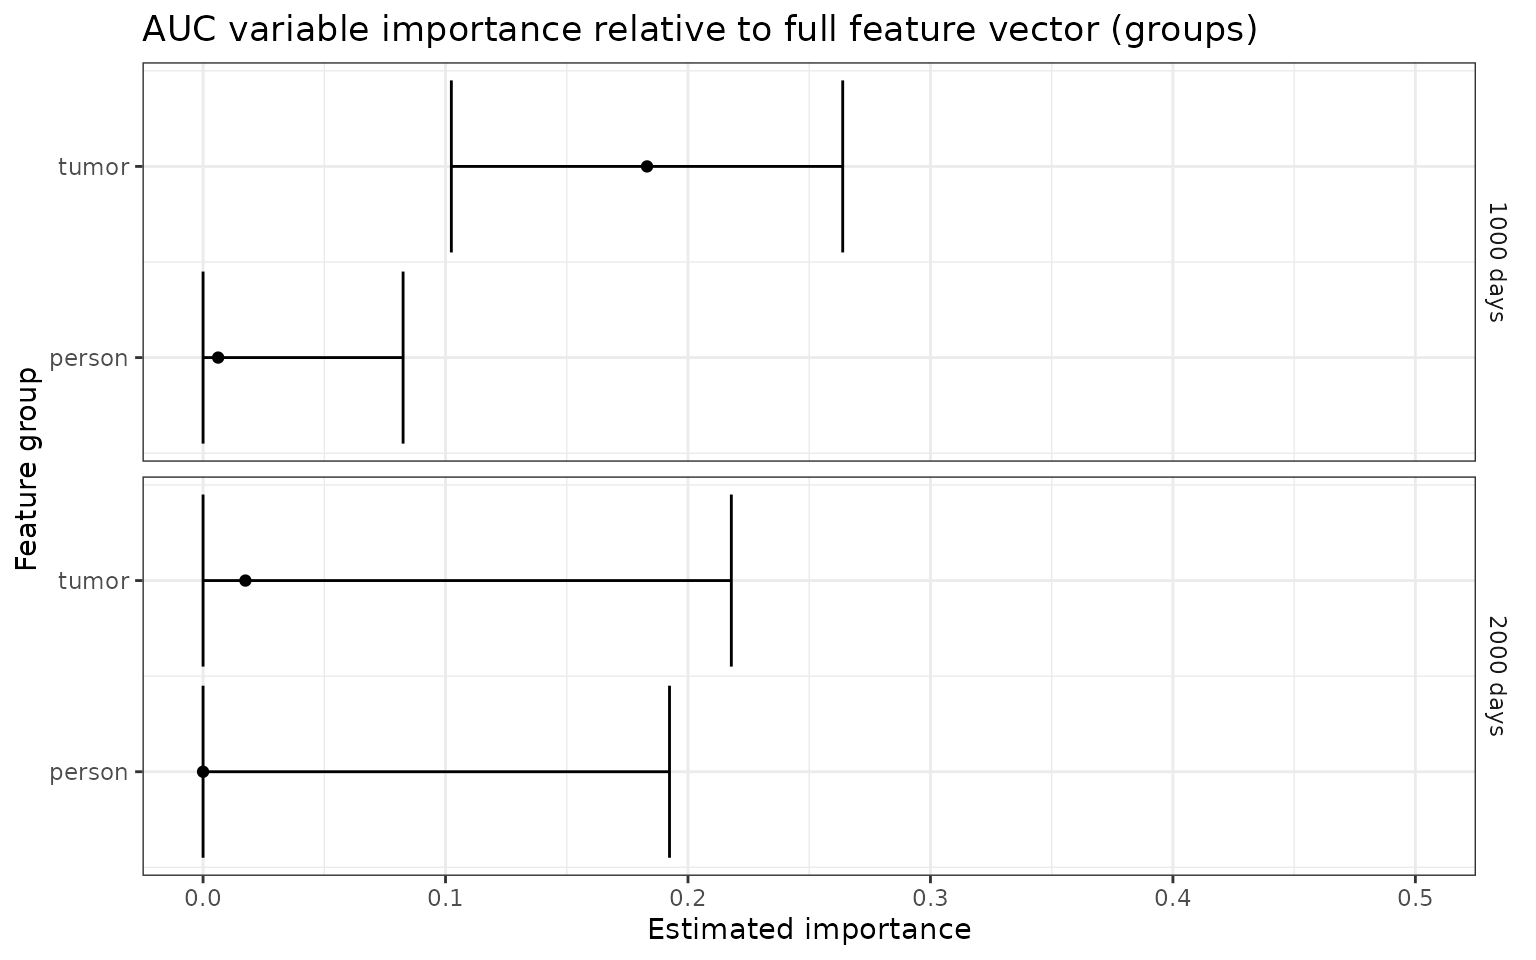 AUC variable importance relative to full feature vector (groups)
Feature group
tumor
person
1000 days
tumor
person
2000 days
0.0 0.1 0.2 0.3 0.4 0.5
Estimated importance